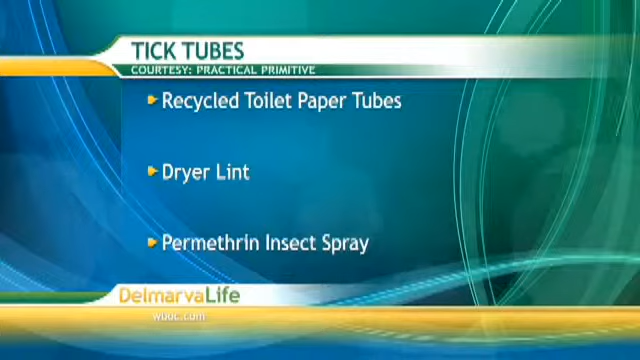 TICK TUBES
COURTESY: PRACTICAL PRIMITIVE
Recycled Toilet Paper Tubes
Dryer Lint
Permethrin Insect Spray
DelmarvaLife
wboc.com